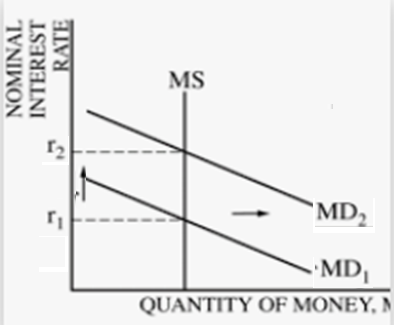 NOMINAL
INTEREST
RATE
MS
r₂
r₁
MD₂
MD₁
QUANTITY OF MONEY,